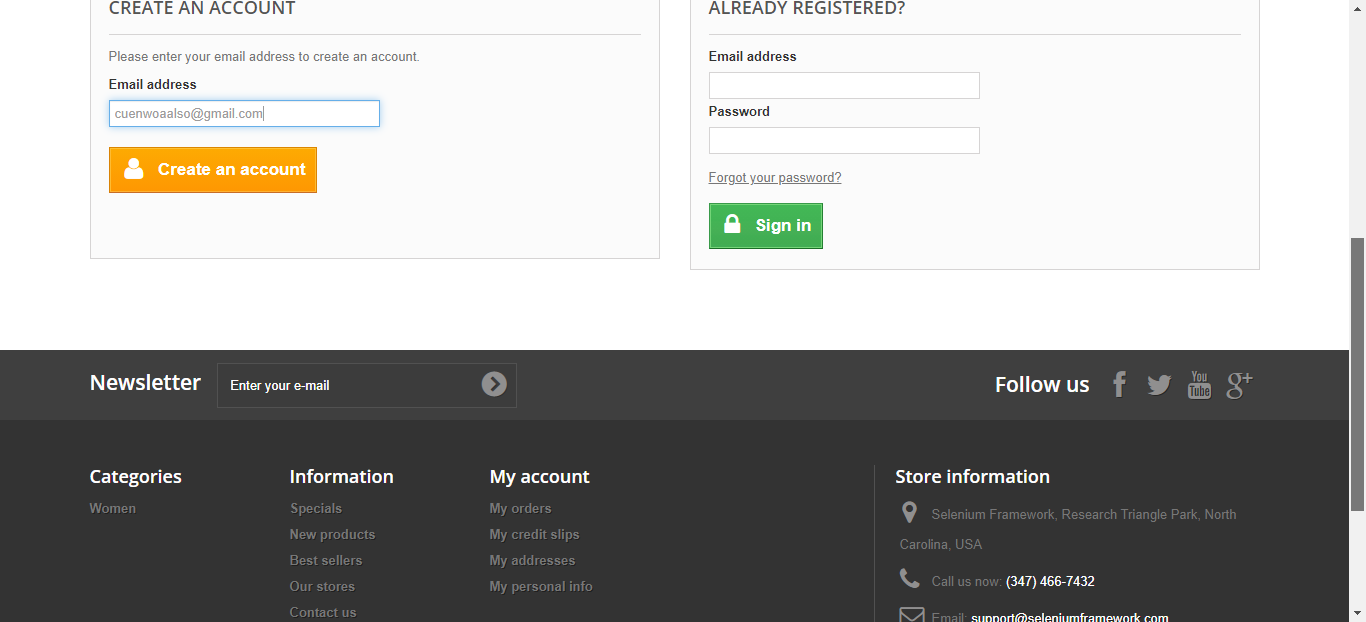 CREATE AN ACCOUNT
Please enter your email address to create an account.
Email address
cuenwoaalso@gmail.com
Create an account
ALREADY REGISTERED?
Email address
Password
Forgot your password?
Sign in
Newsletter
Enter your e-mail
Follow us
You
Tube
g+
Categories
Women
Information
Specials
New products
Best sellers
Our stores
Contact us
My account
My orders
My credit slips
My addresses
My personal info
Store information
Selenium Framework, Research Triangle Park, North
Carolina, USA
Call us now: (347) 466-7432
Email: support@seleniumframework.com